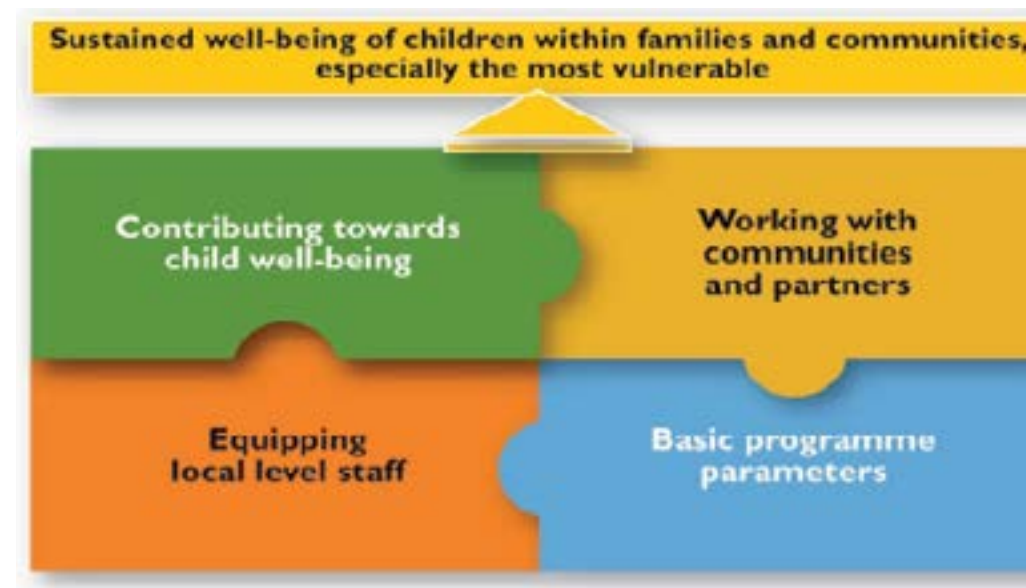 Sustained well-being of children within families and communities,
especially the most vulnerable
Contributing towards
child well-being
Working with
communities
and partners
Equipping
local level staff
Basic programme
parameters